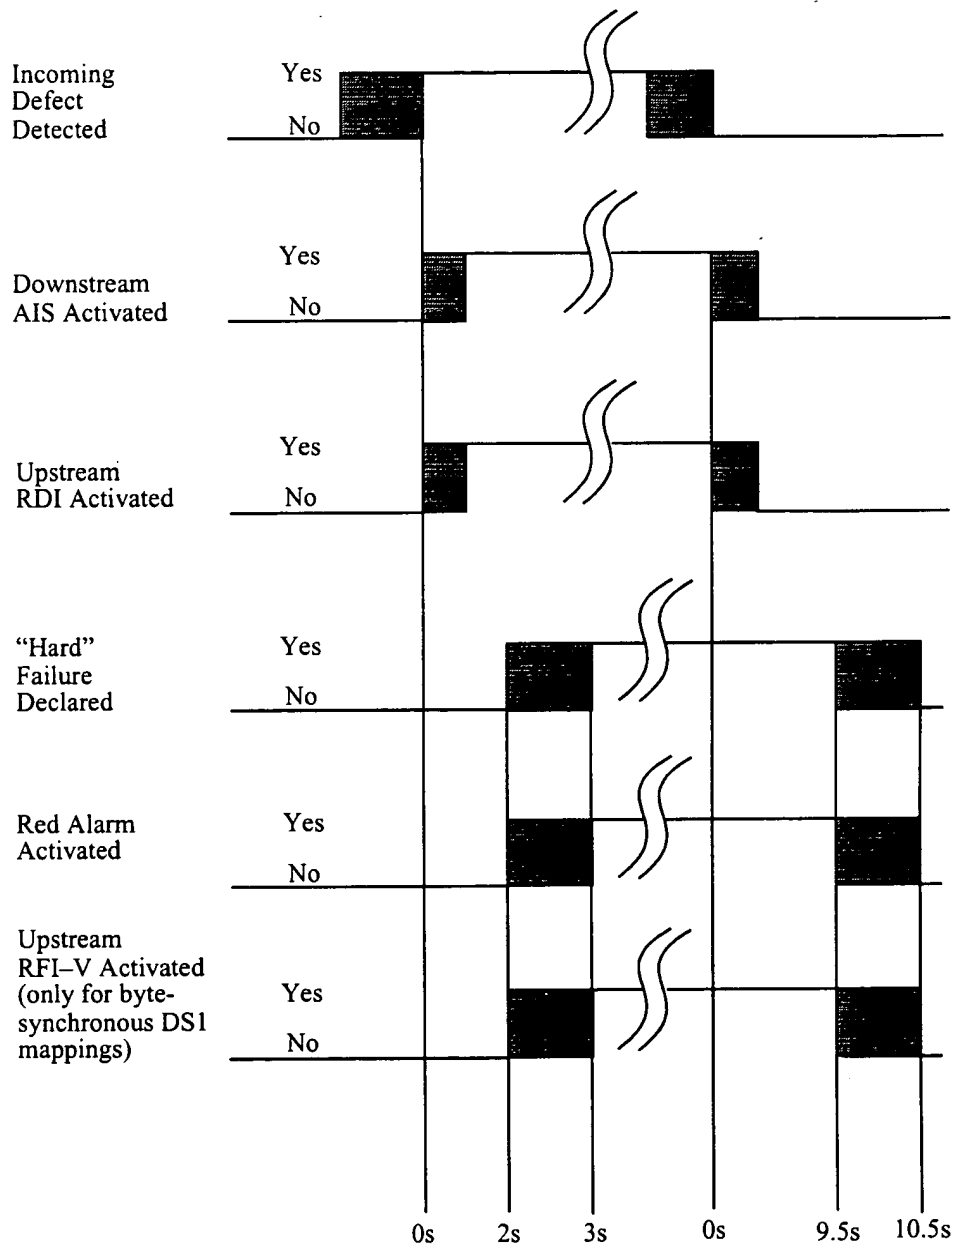 Incoming
Defect
Detected
Yes
No
Downstream
AIS Activated
Yes
No
Upstream
RDI Activated
Yes
No
“Hard”
Failure
Declared
Yes
No
Red Alarm
Activated
Yes
No
Upstream
RFI–V Activated
(only for byte-
synchronous DS1
mappings)
Yes
No
0s 2s 3s 0s 9.5s 10.5s